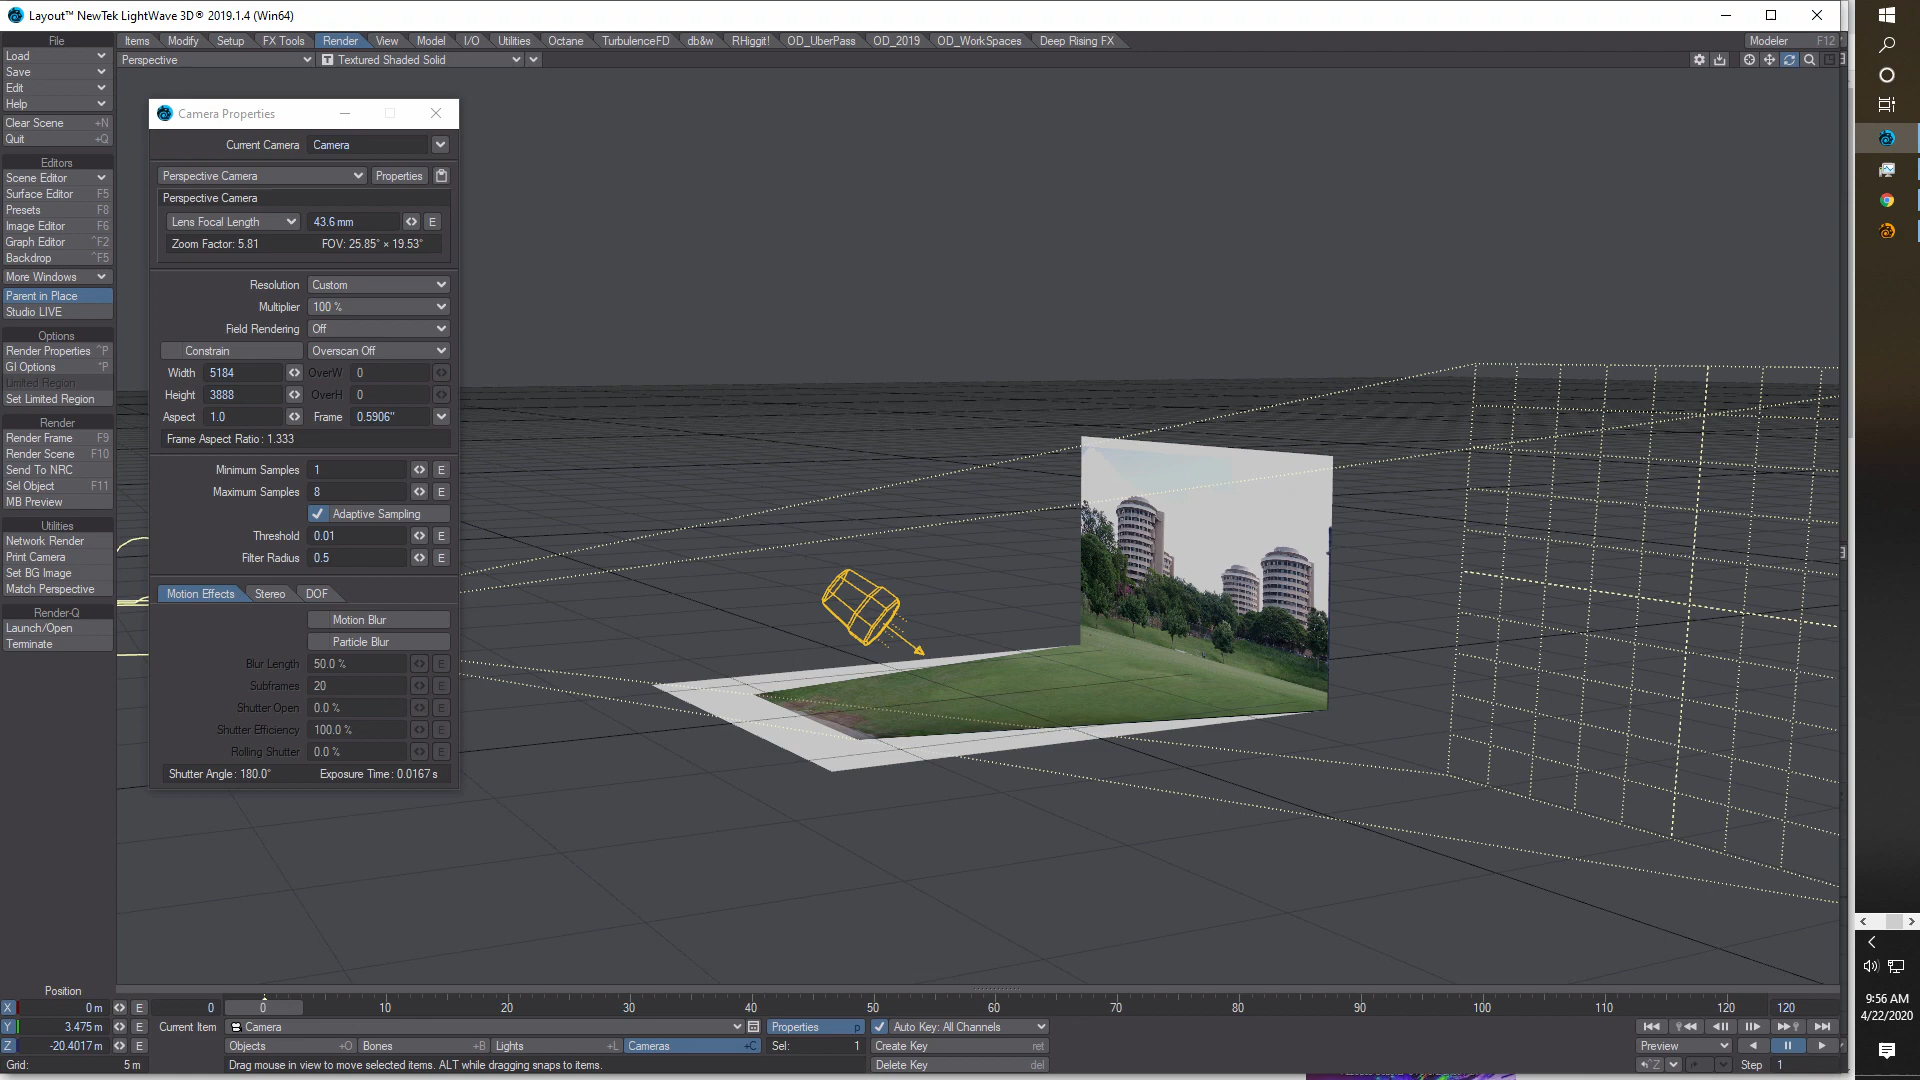 Layout™ NewTek LightWave 3D® 2019.1.4 (Win64)
File
Items Modify Setup FX Tools Render View Model I/O Utilities Octane TurbulenceFD db&w RHiggit! OD_UberPass OD_2019 OD_WorkSpaces Deep Rising FX Modeler F12
Load
Perspective T Textured Shaded Solid
Save
Edit
Help
Clear Scene +N
Quit +Q
Editors
Scene Editor
Surface Editor F5
Presets F8
Image Editor F6
Graph Editor ^F2
Backdrop ^F5
More Windows
Parent in Place
Studio LIVE
Options
Render Properties ^P
GI Options *P
Limited Region
Set Limited Region
Render
Render Frame F9
Render Scene F10
Send To NRC
Sel Object F11
MB Preview
Utilities
Network Render
Print Camera
Set BG Image
Match Perspective
Render-Q
Launch/Open
Terminate
Camera Properties
Current Camera Camera
Perspective Camera Properties
Perspective Camera
Lens Focal Length 43.6 mm E
Zoom Factor: 5.81 FOV: 25.85° × 19.53°
Resolution Custom
Multiplier 100 %
Field Rendering Off
Constrain Overscan Off
Width 5184 OverW 0
Height 3888 OverH 0
Aspect 1.0 Frame 0.5906"
Frame Aspect Ratio : 1.333
Minimum Samples 1 E
Maximum Samples 8 E
Adaptive Sampling
Threshold 0.01 E
Filter Radius 0.5 E
Motion Effects Stereo DOF
Motion Blur
Particle Blur
Blur Length 50.0 % E
Subframes 20 E
Shutter Open 0.0 % E
Shutter Efficiency 100.0 % E
Rolling Shutter 0.0 % E
Shutter Angle : 180.0° Exposure Time : 0.0167 s
Position
X 0 m E 0 0 10 20 30 40 50 60 70 80 90 100 110 120 120
Y 3.475 m E Current Item Camera Properties p Auto Key: All Channels
Z -20.4017 m E Objects +O Bones +B Lights +L Cameras +C Sel: 1 Create Key ret Preview
Grid: 5 m Drag mouse in view to move selected items. ALT while dragging snaps to items. Delete Key del Step 1
9:56 AM
4/22/2020